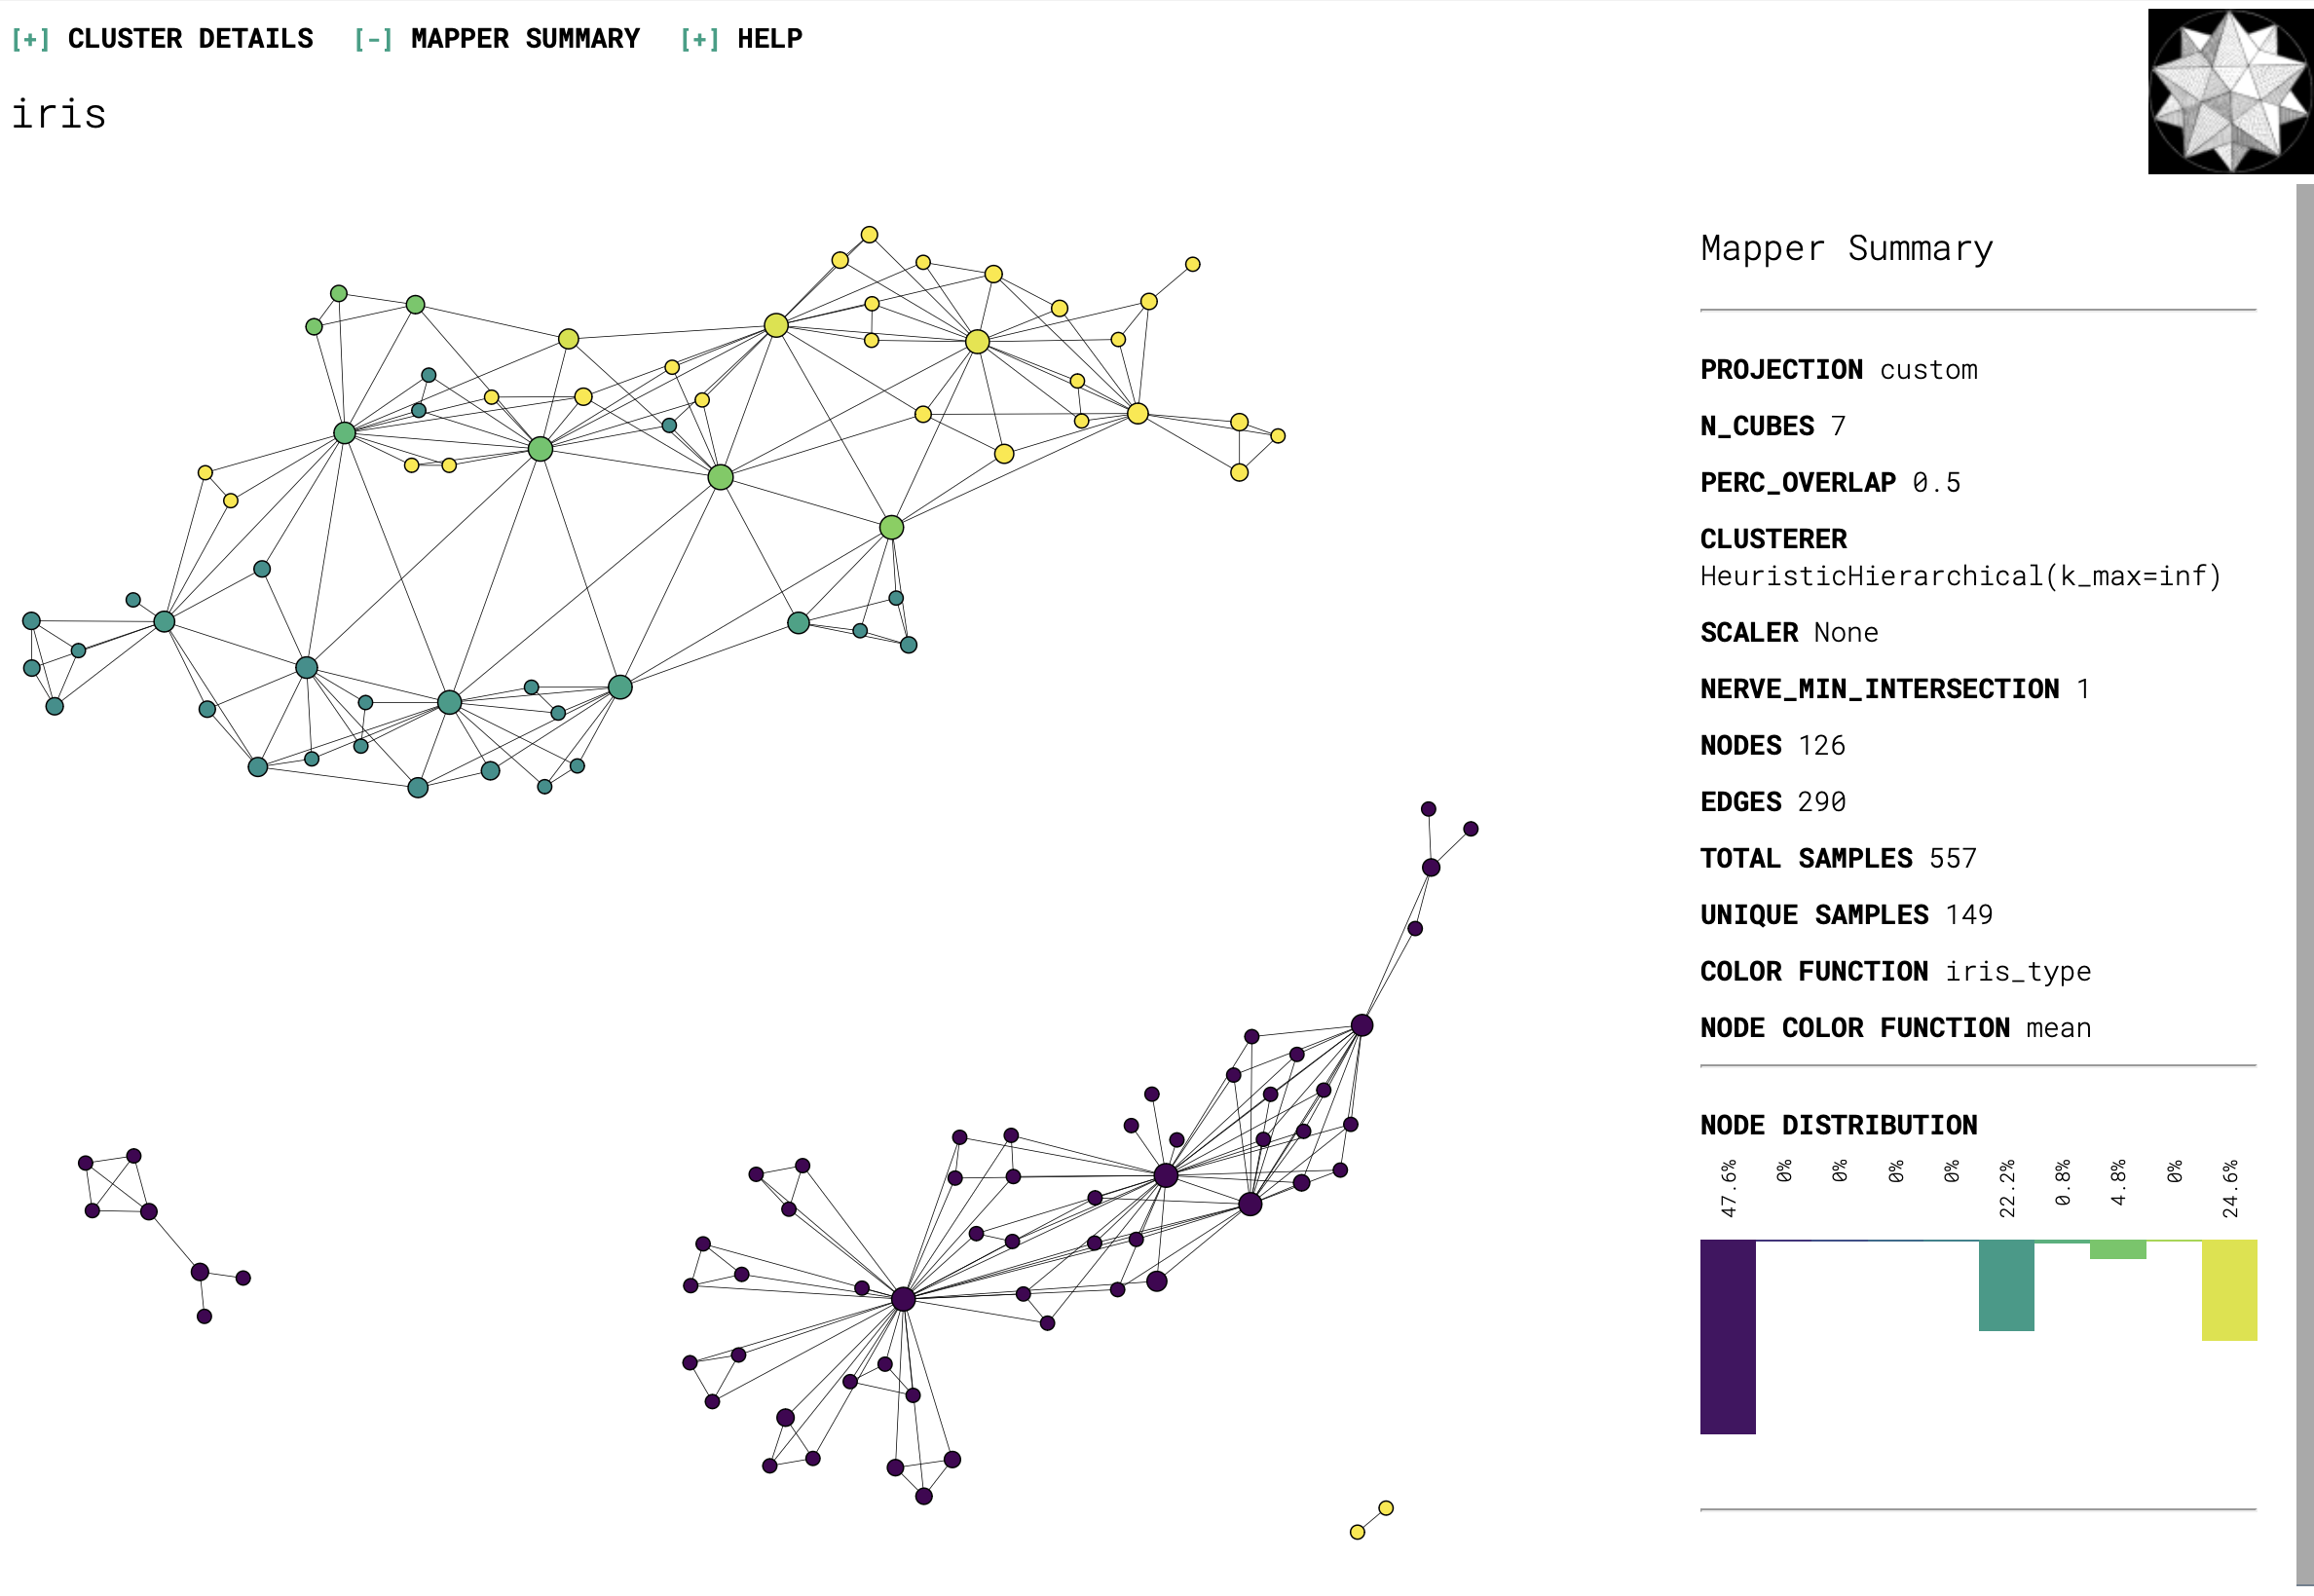 [+] CLUSTER DETAILS [-] MAPPER SUMMARY [+] HELP
iris
Mapper Summary
PROJECTION custom
N_CUBES 7
PERC_OVERLAP 0.5
CLUSTERER
HeuristicHierarchical(k_max=inf)
SCALER None
NERVE_MIN_INTERSECTION 1
NODES 126
EDGES 290
TOTAL SAMPLES 557
UNIQUE SAMPLES 149
COLOR FUNCTION iris_type
NODE COLOR FUNCTION mean
NODE DISTRIBUTION
47.6% 0% 0% 0% 0% 22.2% 0.8% 4.8% 0% 24.6%